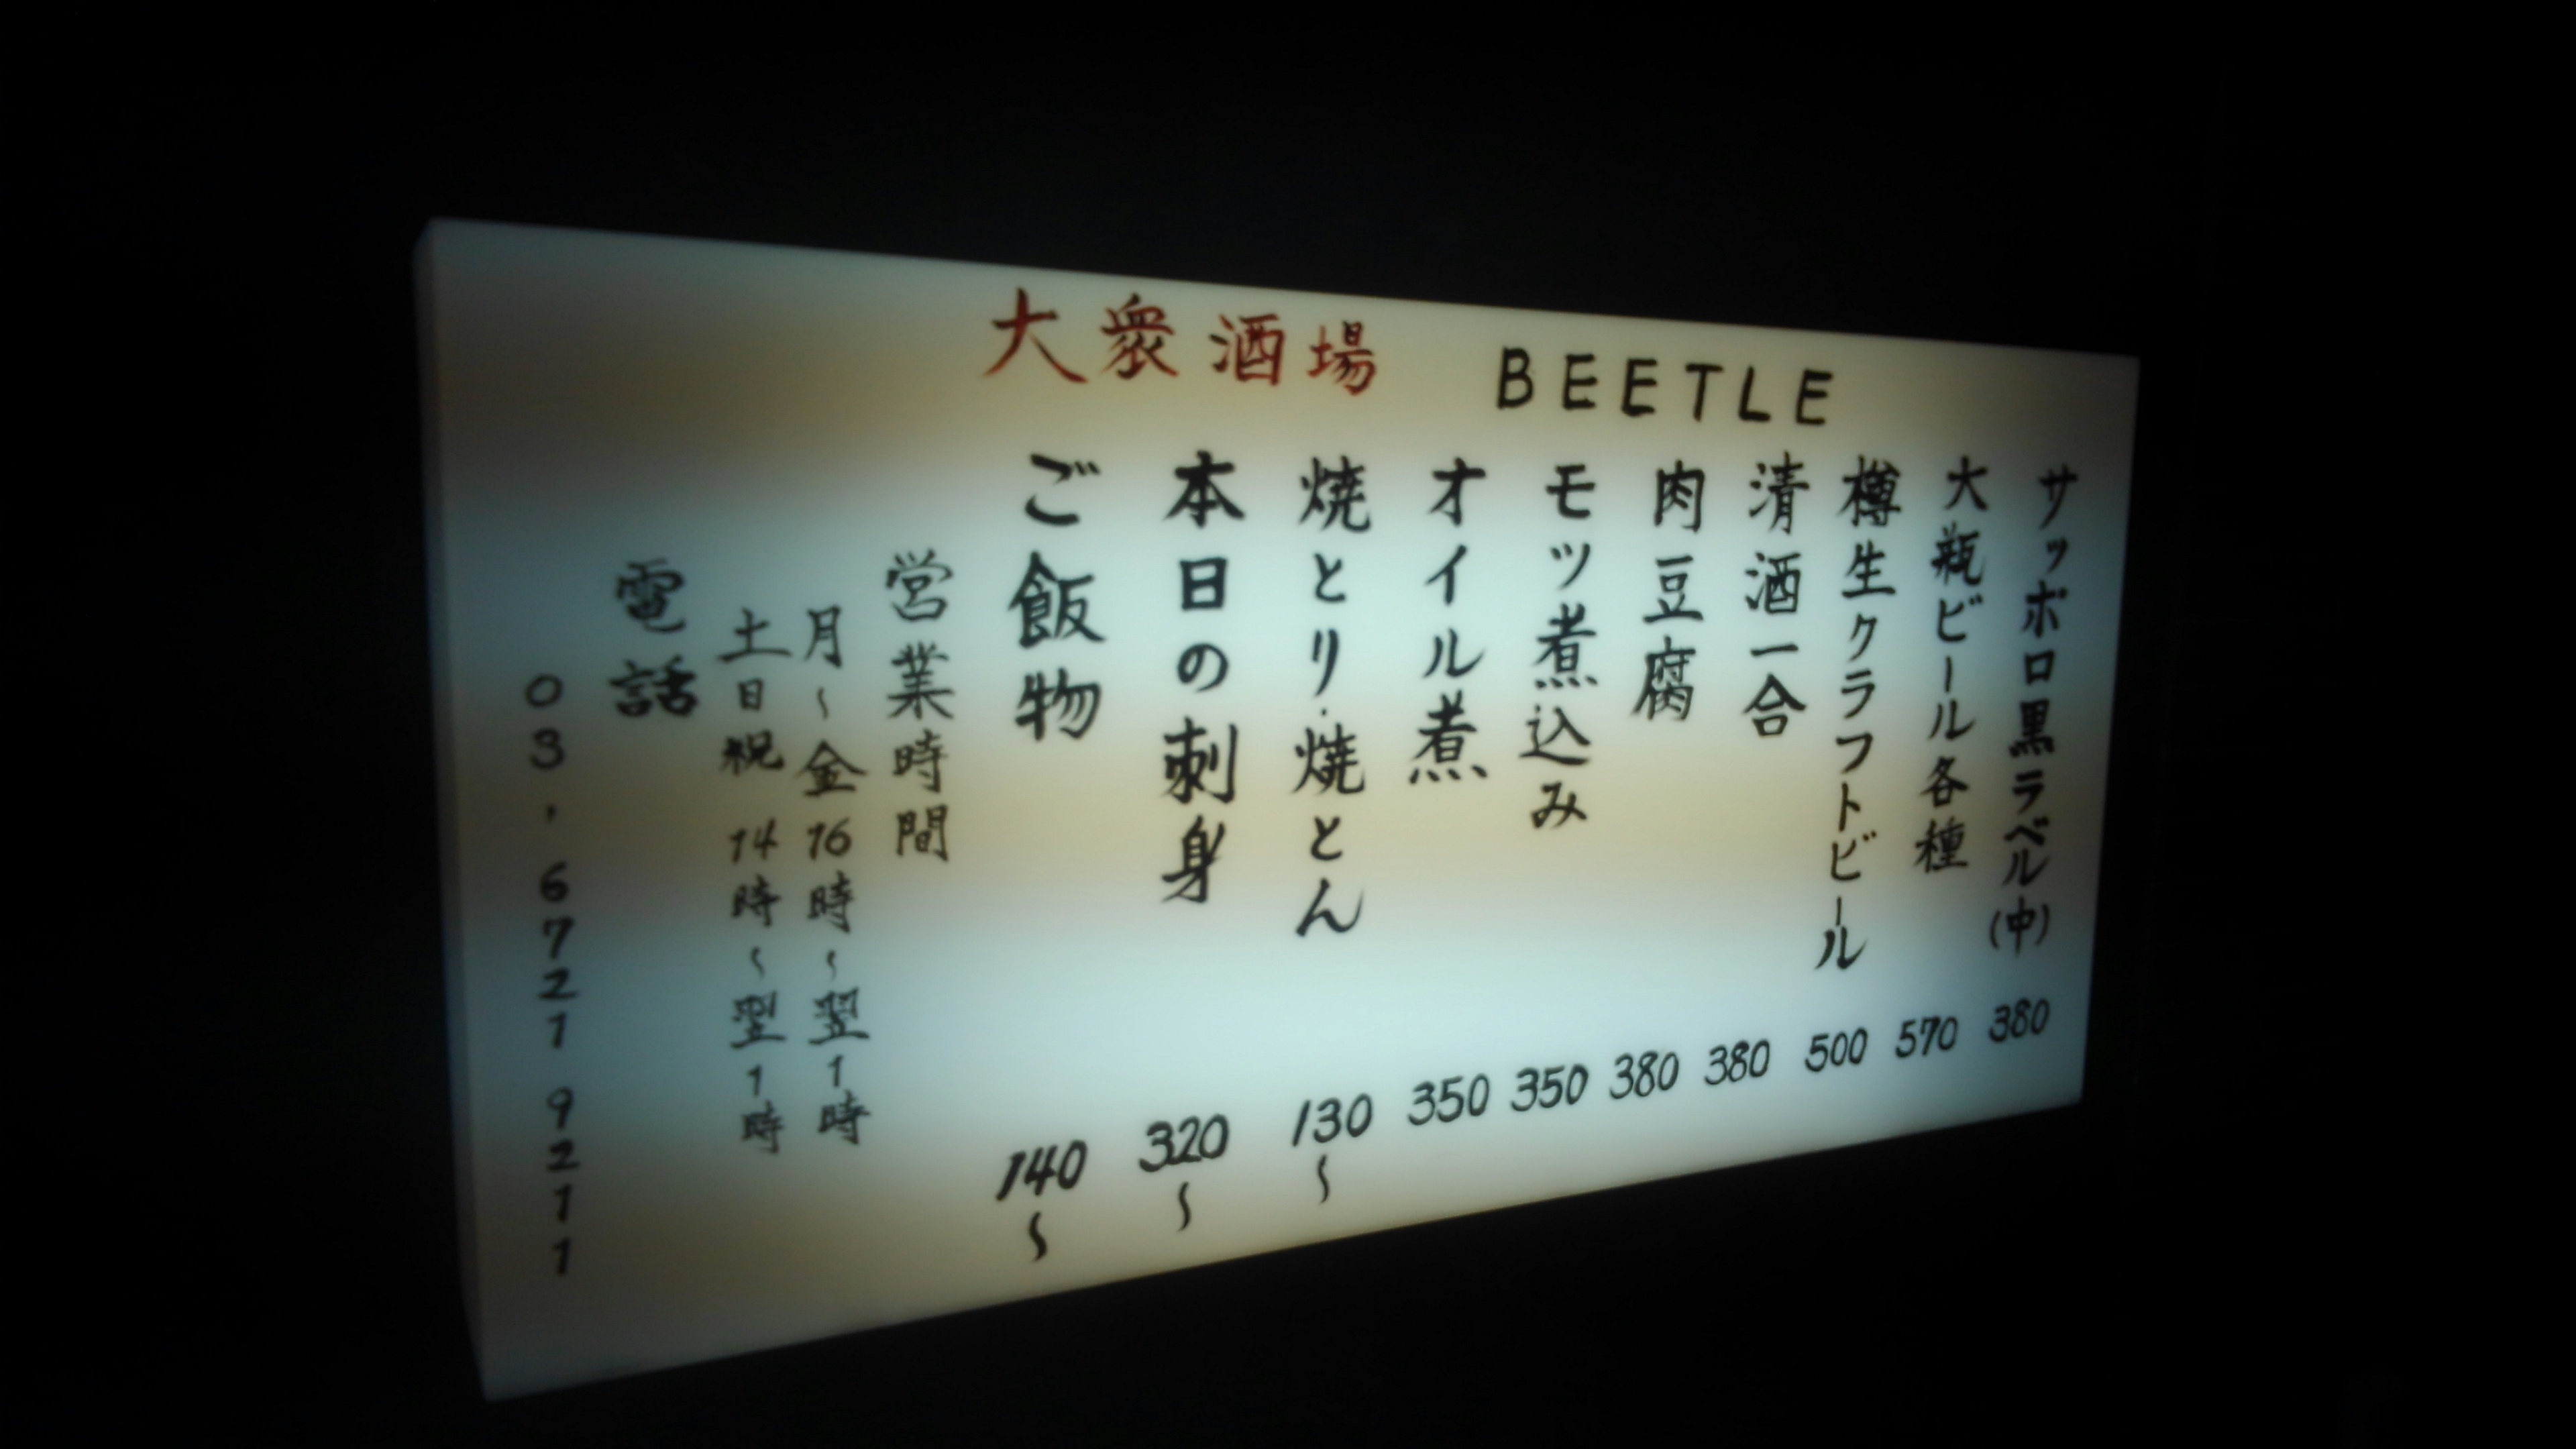 大衆酒場 BEETLE
サッポロ黒ラベル(中) 380
大瓶ビール各種 570
樽生クラフトビール 500
清酒一合 380
肉豆腐 380
モツ煮込み 350
オイル煮 350
焼とり・焼とん 130~
本日の刺身 320~
ご飯物 140~
営業時間
月~金 16時~翌1時
土日祝 14時~翌1時
電話
03,6721 9211